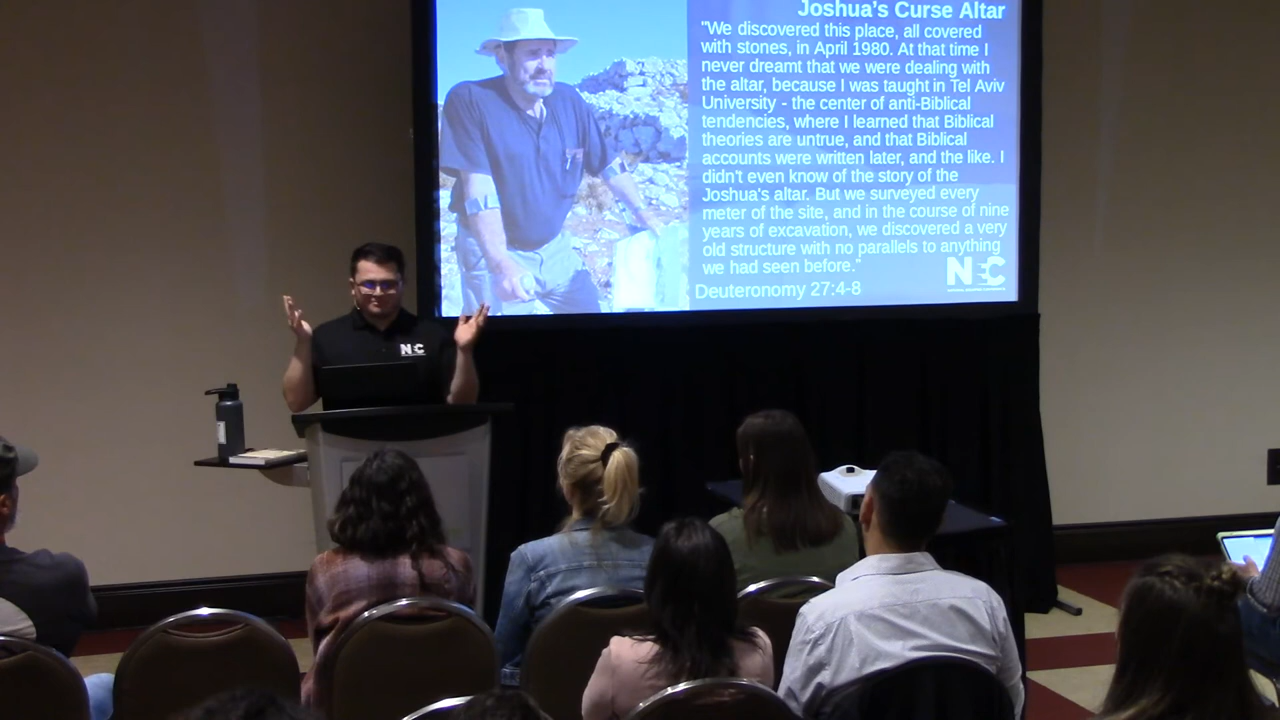 Joshua's Curse Altar
"We discovered this place, all covered
with stones, in April 1980. At that time I
never dreamt that we were dealing with
the altar, because I was taught in Tel Aviv
University - the center of anti-Biblical
tendencies, where I learned that Biblical
theories are untrue, and that Biblical
accounts were written later, and the like. I
didn't even know of the story of the
Joshua's altar. But we surveyed every
meter of the site, and in the course of nine
years of excavation, we discovered a very
old structure with no parallels to anything
we had seen before."
NEC
Deuteronomy 27:4-8
NEC